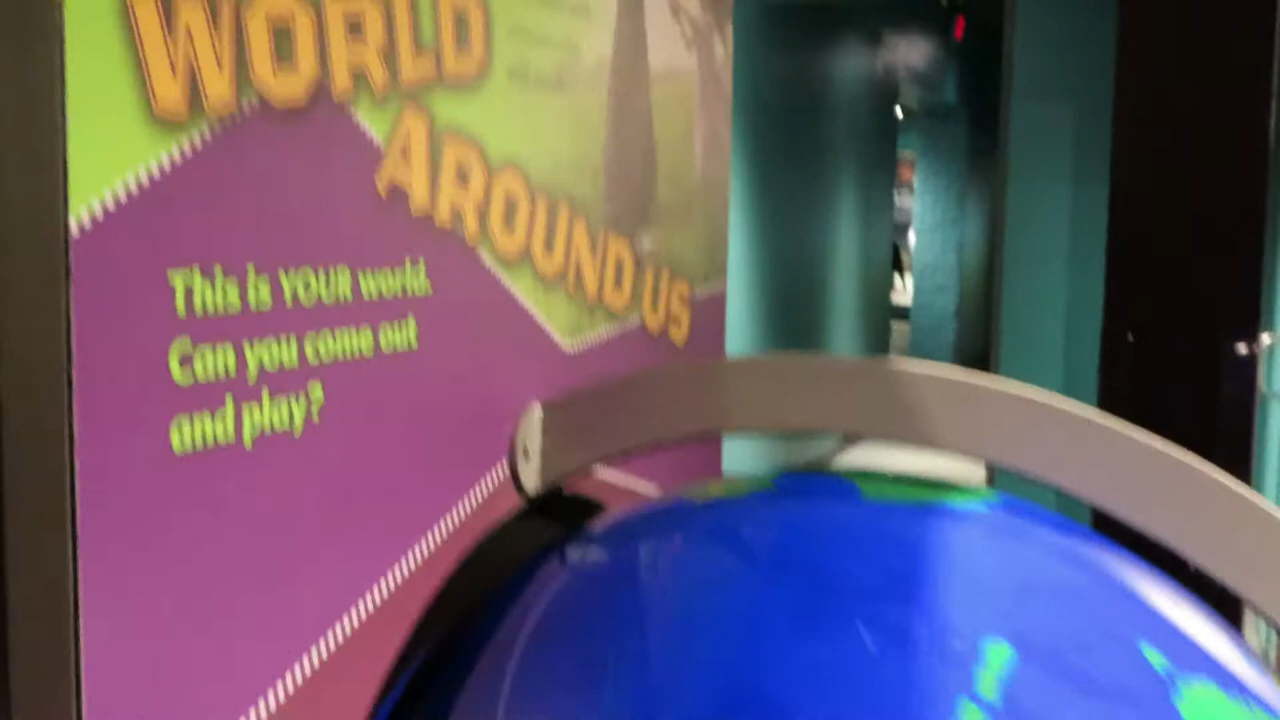 WORLD
AROUND US
This is YOUR world.
Can you come out
and play?